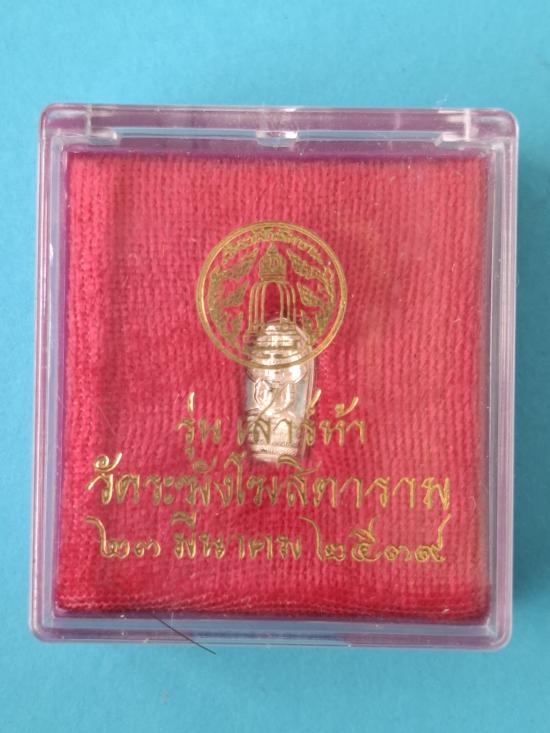 รุ่น เสาร์ห้า
วัดระฆังโฆสิตาราม
๒๓ มีนาคม ๒๕๓๙